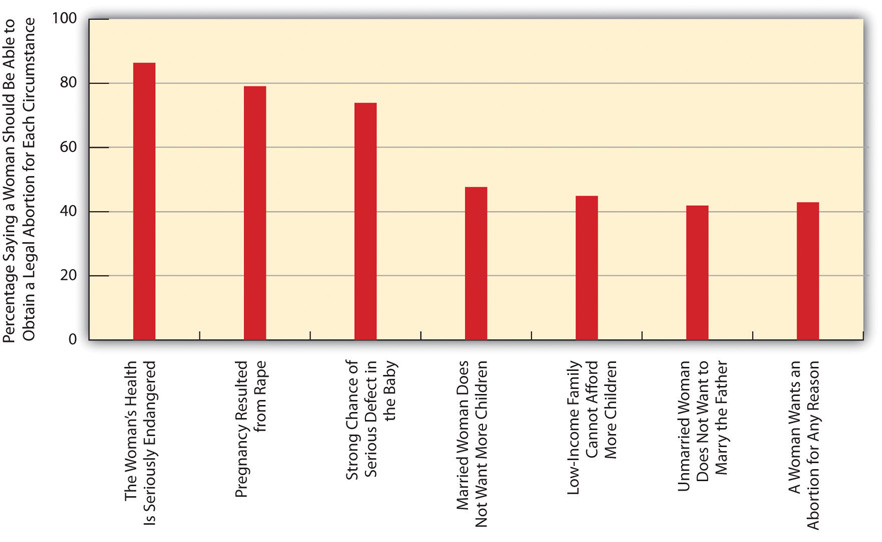 Percentage Saying a Woman Should Be Able to
Obtain a Legal Abortion for Each Circumstance
100
80
60
40
20
0
The Woman's Health
Is Seriously Endangered
Pregnancy Resulted
from Rape
Strong Chance of
Serious Defect in
the Baby
Married Woman Does
Not Want More Children
Low-Income Family
Cannot Afford
More Children
Unmarried Woman
Does Not Want to
Marry the Father
A Woman Wants an
Abortion for Any Reason